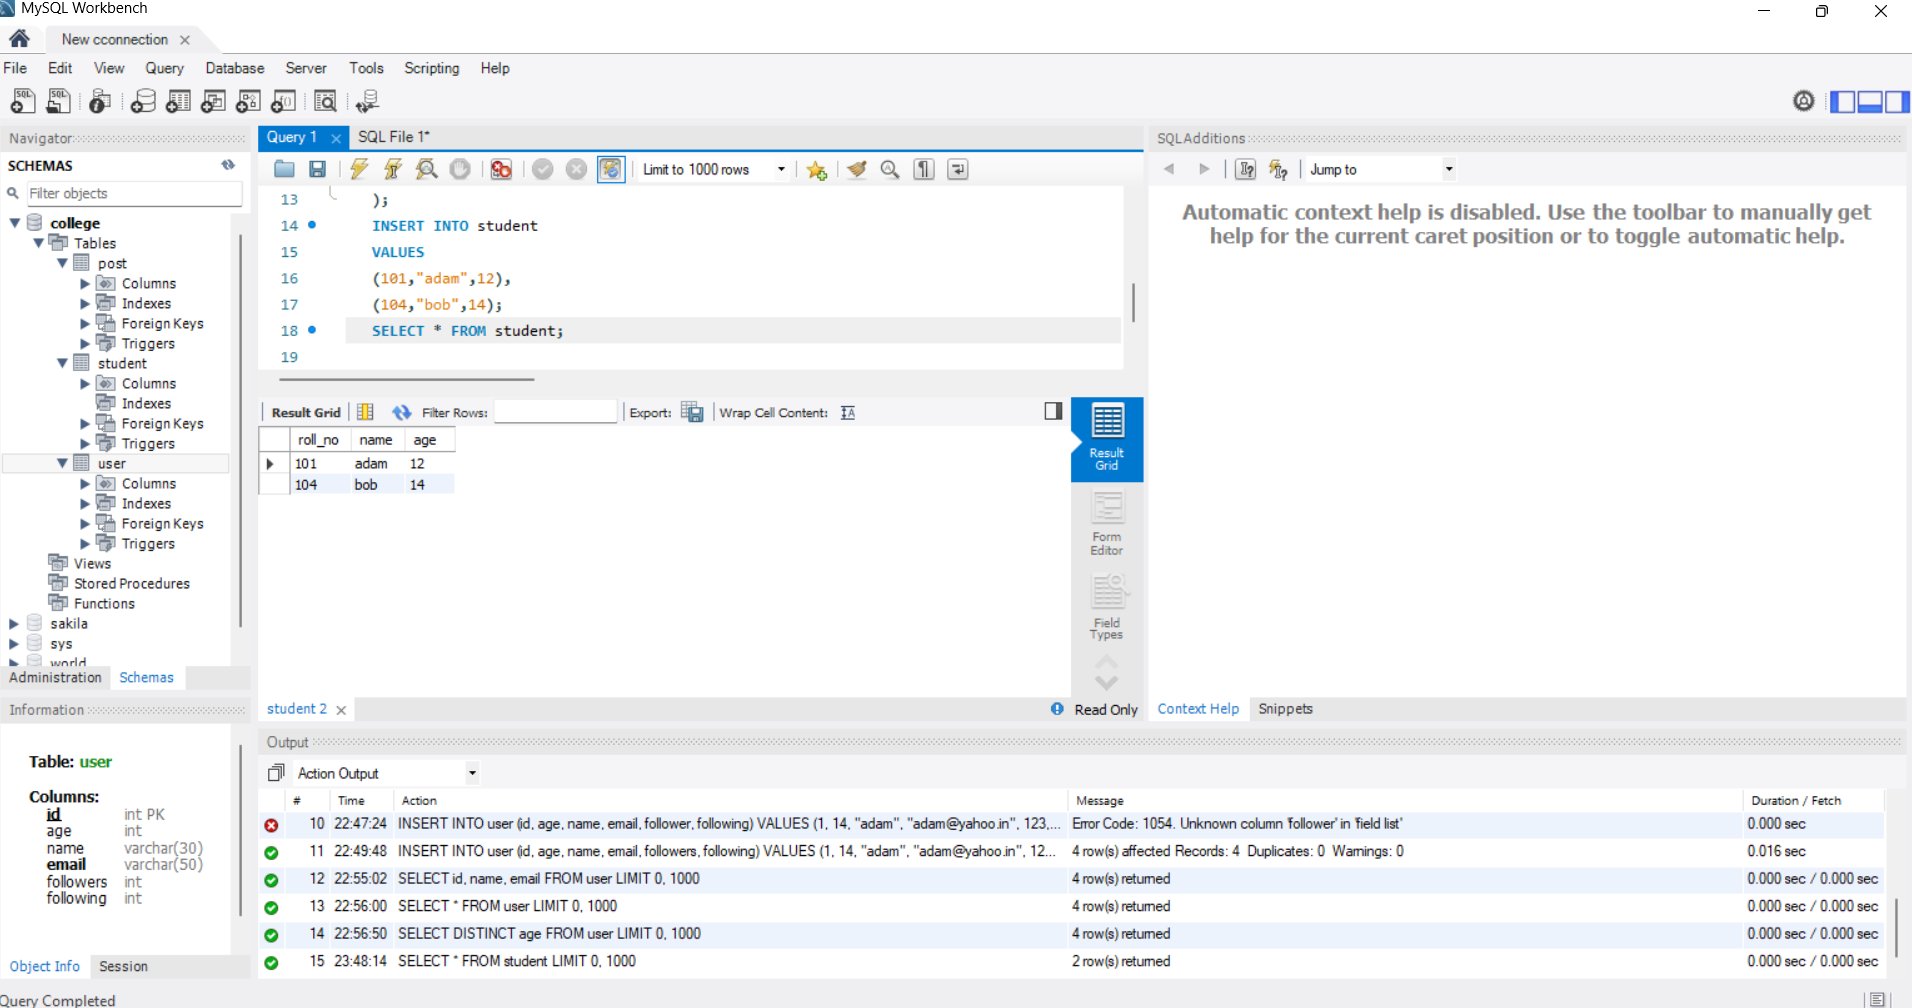 MySQL Workbench
New cconnection
File Edit View Query Database Server Tools Scripting Help
Navigator
SCHEMAS
Filter objects
college
Tables
post
Columns
Indexes
Foreign Keys
Triggers
student
Columns
Indexes
Foreign Keys
Triggers
user
Columns
Indexes
Foreign Keys
Triggers
Views
Stored Procedures
Functions
sakila
sys
world
Administration Schemas
Information
Table: user
Columns:
id int PK
age int
name varchar(30)
email varchar(50)
followers int
following int
Object Info Session
Query Completed
Query 1 SQL File 1*
Limit to 1000 rows
13 );
14 INSERT INTO student
15 VALUES
16 (101,"adam",12),
17 (104,"bob",14);
18 SELECT * FROM student;
19
Result Grid Filter Rows: Export: Wrap Cell Content:
roll_no name age
101 adam 12
104 bob 14
Result
Grid
Form
Editor
Field
Types
student 2 Read Only
SQLAdditions
Jump to
Automatic context help is disabled. Use the toolbar to manually get
help for the current caret position or to toggle automatic help.
Context Help Snippets
Output
Action Output
# Time Action Message Duration / Fetch
10 22:47:24 INSERT INTO user (id, age, name, email, follower, following) VALUES (1, 14, "adam", "adam@yahoo.in", 123,... Error Code: 1054. Unknown column 'follower' in 'field list' 0.000 sec
11 22:49:48 INSERT INTO user (id, age, name, email, followers, following) VALUES (1, 14, "adam", "adam@yahoo.in", 12... 4 row(s) affected Records: 4 Duplicates: 0 Warnings: 0 0.016 sec
12 22:55:02 SELECT id, name, email FROM user LIMIT 0, 1000 4 row(s) returned 0.000 sec / 0.000 sec
13 22:56:00 SELECT * FROM user LIMIT 0, 1000 4 row(s) returned 0.000 sec / 0.000 sec
14 22:56:50 SELECT DISTINCT age FROM user LIMIT 0, 1000 4 row(s) returned 0.000 sec / 0.000 sec
15 23:48:14 SELECT * FROM student LIMIT 0, 1000 2 row(s) returned 0.000 sec / 0.000 sec